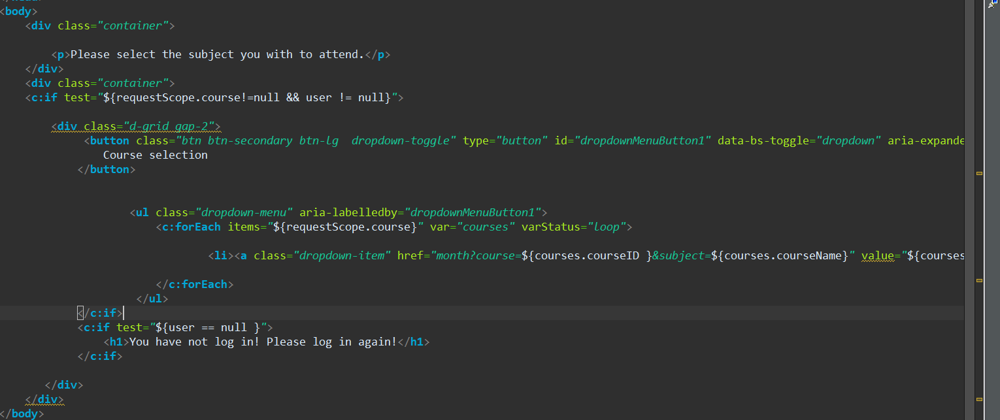 <body>
<div class="container">
<p>Please select the subject you with to attend.</p>
</div>
<div class="container">
<c:if test="${requestScope.course!=null && user != null}">
<div class="d-grid gap-2">
<button class="btn btn-secondary btn-lg  dropdown-toggle" type="button" id="dropdownMenuButton1" data-bs-toggle="dropdown" aria-expande
Course selection
</button>
<ul class="dropdown-menu" aria-labelledby="dropdownMenuButton1">
<c:forEach items="${requestScope.course}" var="courses" varStatus="loop">
<li><a class="dropdown-item" href="month?course=${courses.courseID }&subject=${courses.courseName}" value="${courses
</c:forEach>
</ul>
</c:if>
<c:if test="${user == null }">
<h1>You have not log in! Please log in again!</h1>
</c:if>
</div>
</div>
</body>